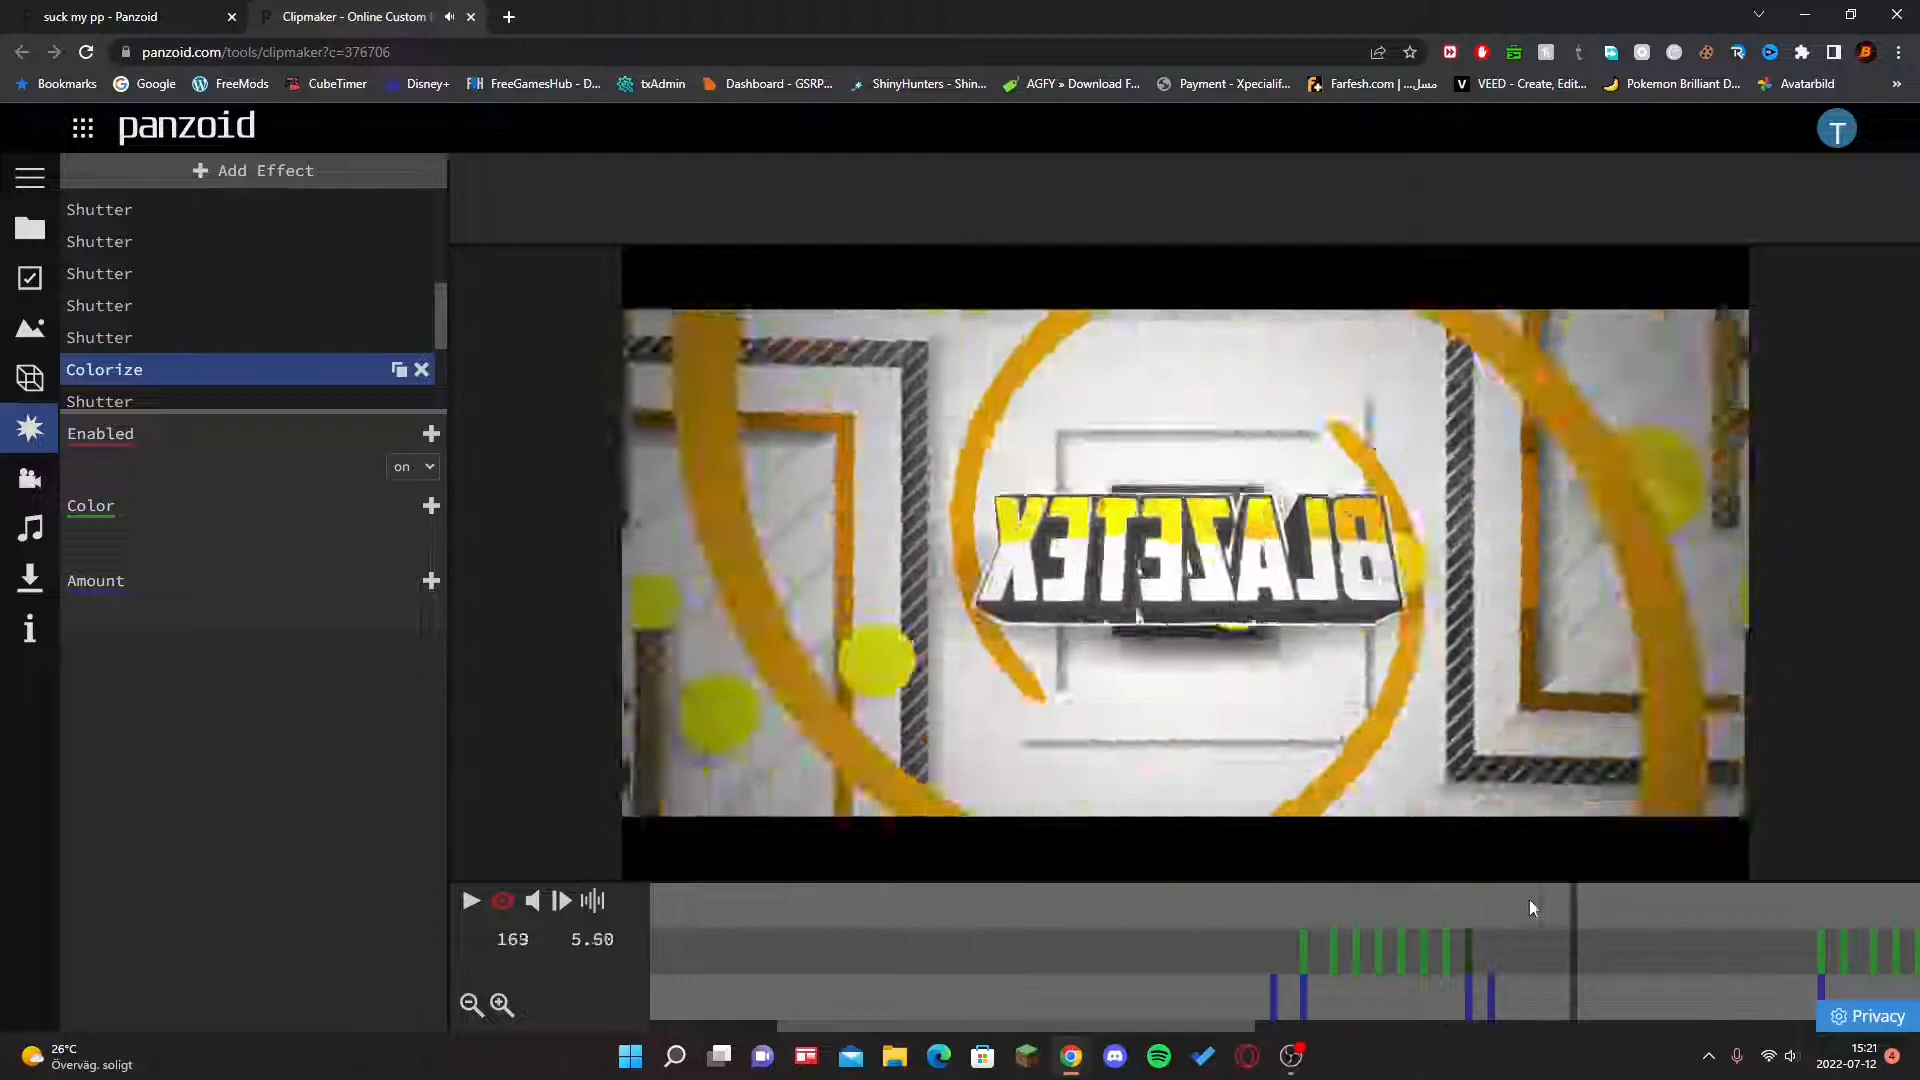 suck my pp - Panzoid
Clipmaker - Online Custom
panzoid.com/tools/clipmaker?c=376706
Bookmarks
Google
FreeMods
CubeTimer
Disney+
FreeGamesHub - D...
txAdmin
Dashboard - GSRP...
ShinyHunters - Shin...
AGFY » Download F...
Payment - Xpecialif...
Farfesh.com | ...مسل
VEED - Create, Edit...
Pokemon Brilliant D...
Avatarbild
»
panzoid
T
Add Effect
Shutter
Shutter
Shutter
Shutter
Shutter
Colorize
Shutter
Enabled
on
Color
Amount
BLAZETEX
5.50
Privacy
26°C
Överväg. soligt
15:21
2022-07-12
4